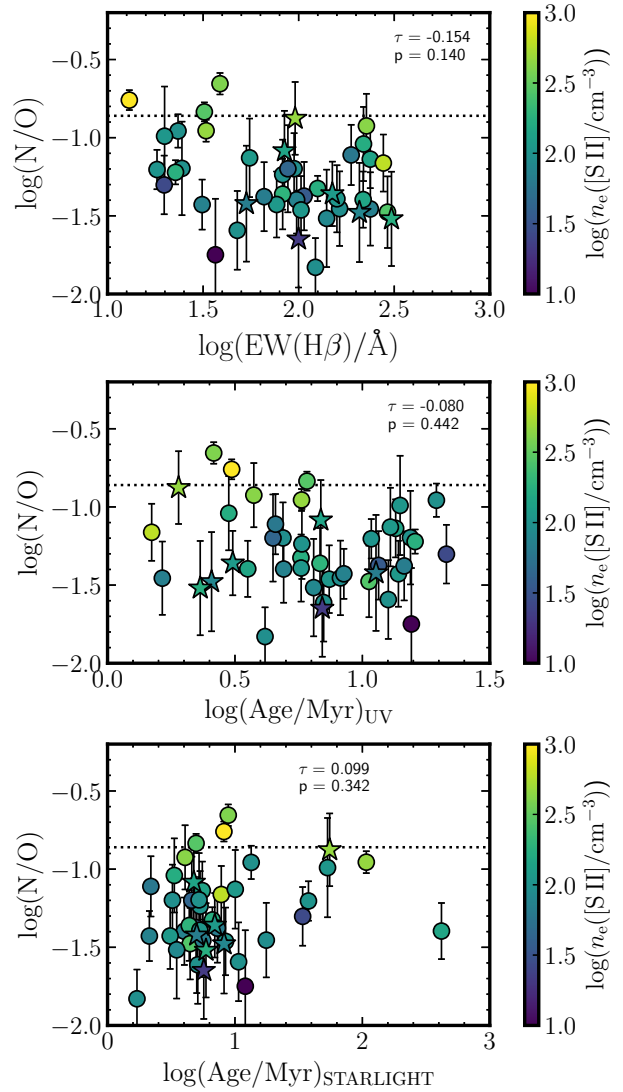 τ = -0.154
p = 0.140
−0.5
−1.0
−1.5
−2.0
log(N/O)
1.0 1.5 2.0 2.5 3.0
log(EW(Hβ)/Å)
3.0
2.5
2.0
1.5
1.0
log(nₑ([S II]/cm⁻³))
τ = -0.080
p = 0.442
−0.5
−1.0
−1.5
−2.0
log(N/O)
0.0 0.5 1.0 1.5
log(Age/Myr)_UV
3.0
2.5
2.0
1.5
1.0
log(nₑ([S II]/cm⁻³))
τ = 0.099
p = 0.342
−0.5
−1.0
−1.5
−2.0
log(N/O)
0 1 2 3
log(Age/Myr)_STARLIGHT
3.0
2.5
2.0
1.5
1.0
log(nₑ([S II]/cm⁻³))